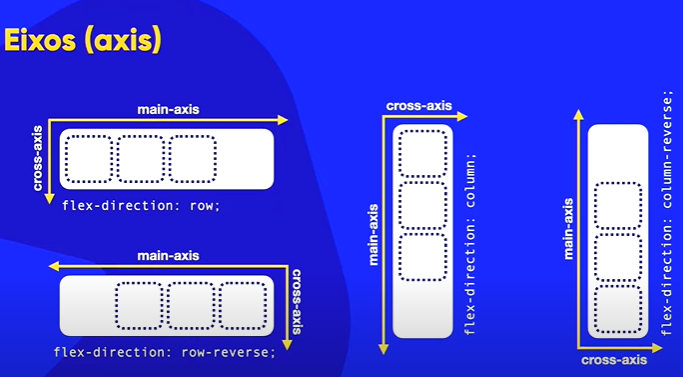 Eixos (axis)
main-axis
cross-axis
flex-direction: row;
main-axis
cross-axis
flex-direction: row-reverse;
cross-axis
main-axis
flex-direction: column;
main-axis
cross-axis
flex-direction: column-reverse;